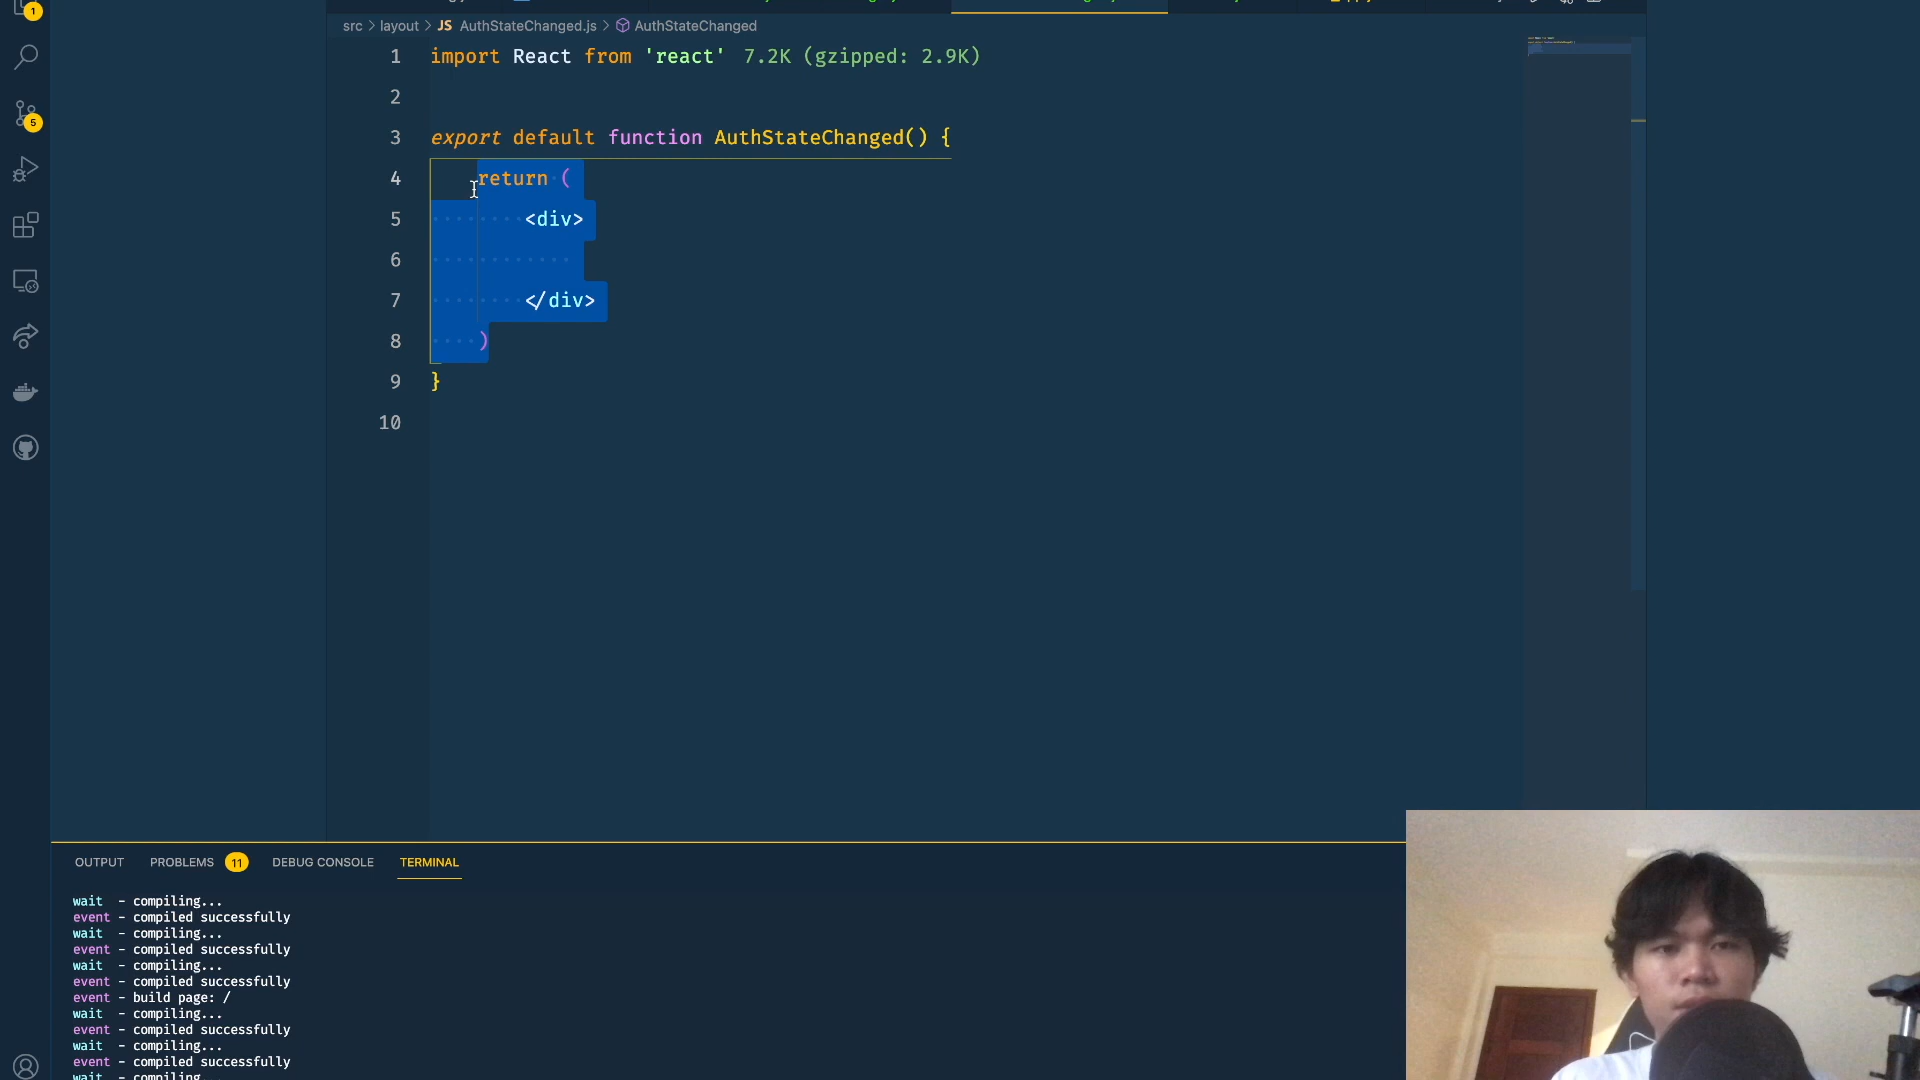 1
src > layout > JS AuthStateChanged.js > AuthStateChanged
1 import React from 'react' 7.2K (gzipped: 2.9K)
2
5
3 export default function AuthStateChanged() {
4 return (
5 <div>
6
7 </div>
8 )
9 }
10
OUTPUT PROBLEMS 11 DEBUG CONSOLE TERMINAL
wait - compiling...
event - compiled successfully
wait - compiling...
event - compiled successfully
wait - compiling...
event - compiled successfully
event - build page: /
wait - compiling...
event - compiled successfully
wait - compiling...
event - compiled successfully
wait - compiling...